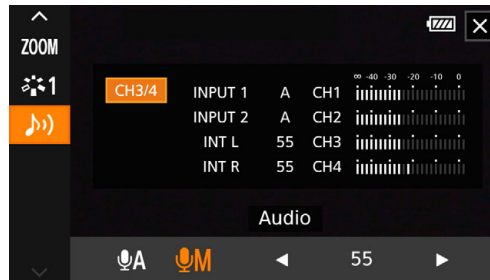 ZOOM
1
∞ -40 -30 -20 -10 0
CH3/4 INPUT 1 A CH1
INPUT 2 A CH2
INT L 55 CH3
INT R 55 CH4
Audio
A M 55